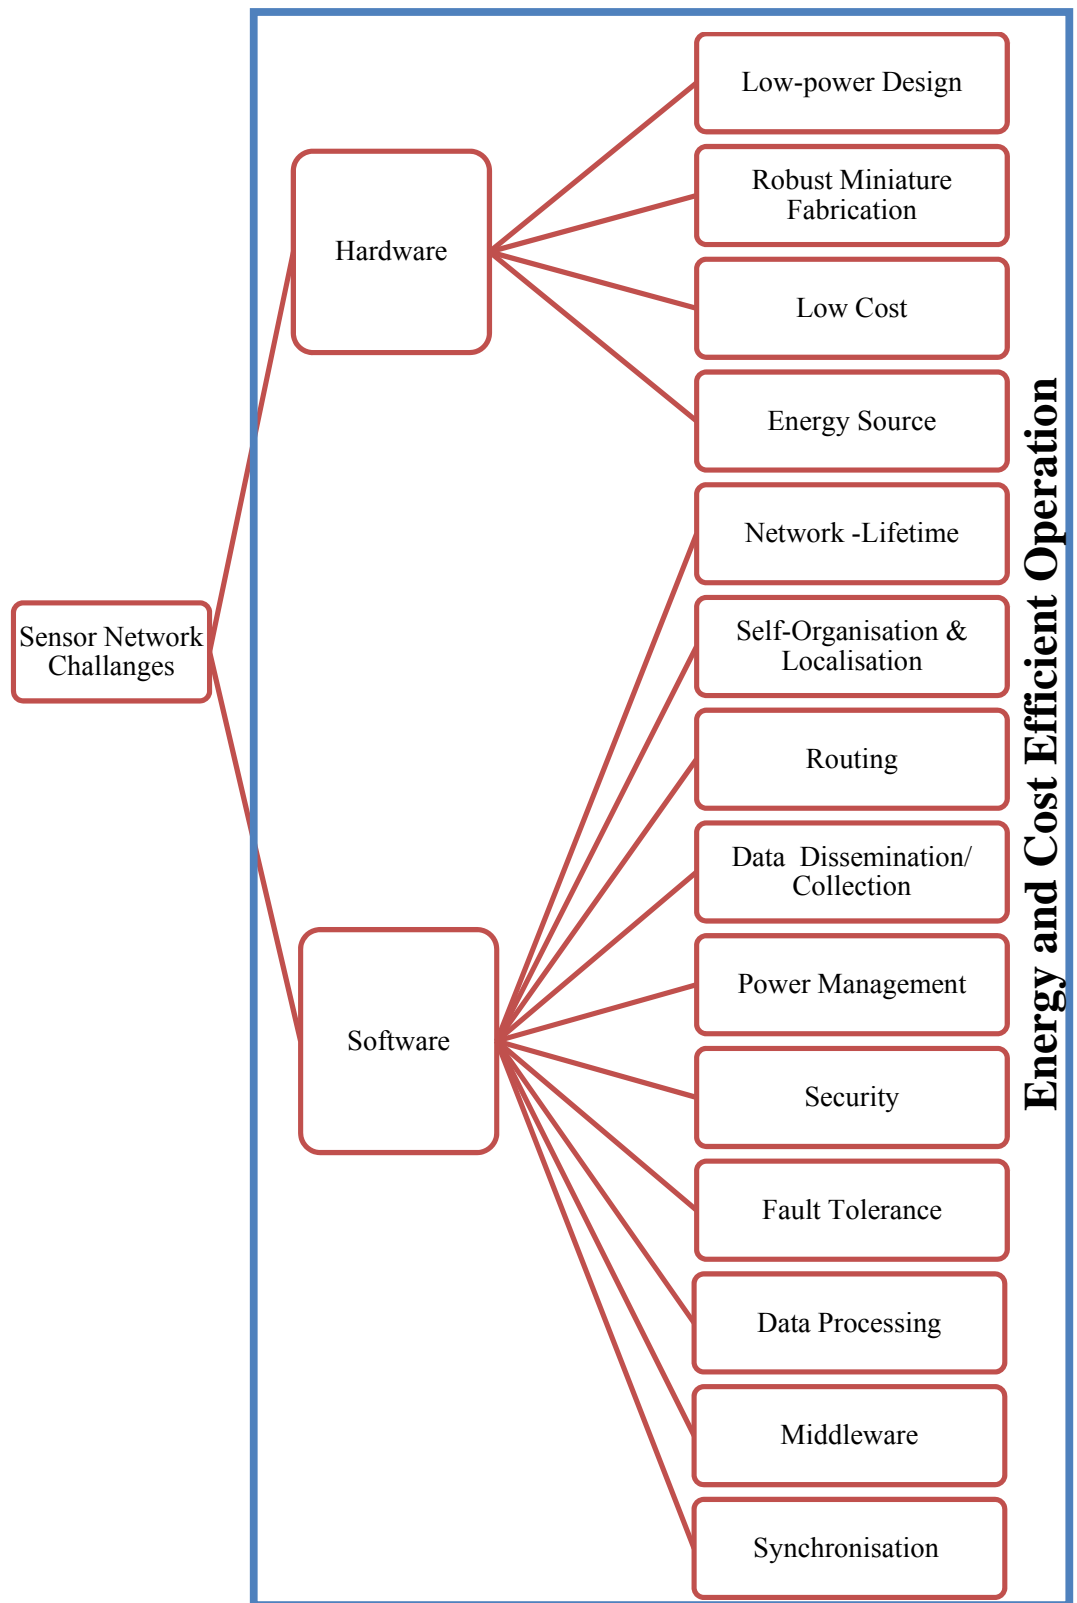 Sensor Network
Challanges
Hardware
Low-power Design
Robust Miniature
Fabrication
Low Cost
Energy Source
Software
Network -Lifetime
Self-Organisation &
Localisation
Routing
Data  Dissemination/
Collection
Power Management
Security
Fault Tolerance
Data Processing
Middleware
Synchronisation
Energy and Cost Efficient Operation